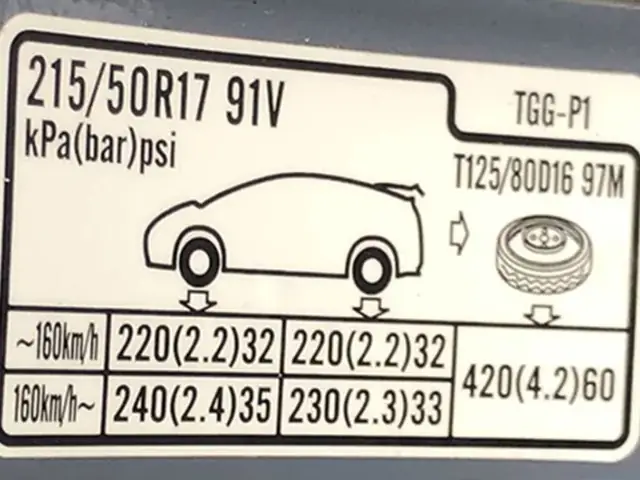 215/50R17 91V
TGG-P1
kPa(bar)psi
T125/80D16 97M
~160km/h 220(2.2)32 220(2.2)32
420(4.2)60
160km/h~ 240(2.4)35 230(2.3)33